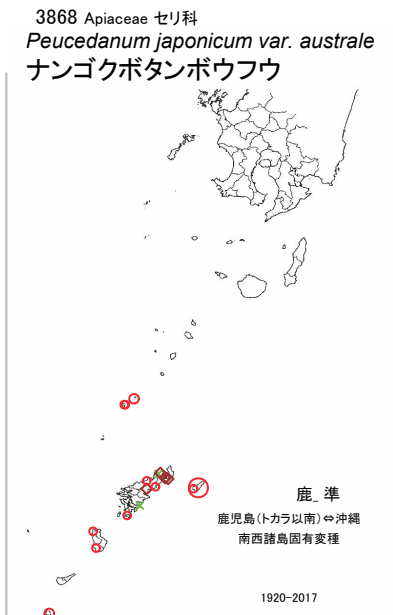 3868 Apiaceae セリ科
Peucedanum japonicum var. australe
ナンゴクボタンボウフウ
鹿_準
鹿児島(トカラ以南)⇔沖縄
南西諸島固有変種
1920-2017